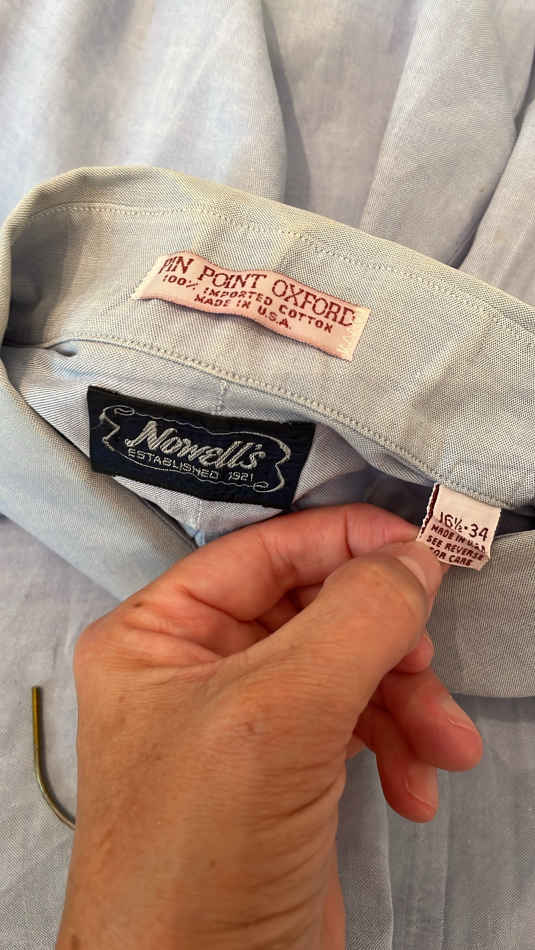 PIN POINT OXFORD
100% IMPORTED COTTON
MADE IN U.S.A.
Nowell's
ESTABLISHED 1921
16½·34
MADE IN USA
SEE REVERSE
FOR CARE